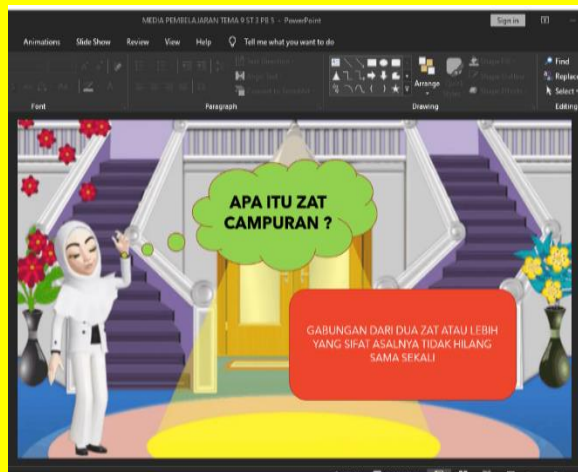 MEDIA PEMBELAJARAN TEMA 9 ST 3 PB 5 - PowerPoint
Sign in
Animations Slide Show Review View Help Tell me what you want to do
Find
Replace
Select
Arrange
Font Paragraph Drawing Editing
APA ITU ZAT
CAMPURAN ?
GABUNGAN DARI DUA ZAT ATAU LEBIH
YANG SIFAT ASALNYA TIDAK HILANG
SAMA SEKALI